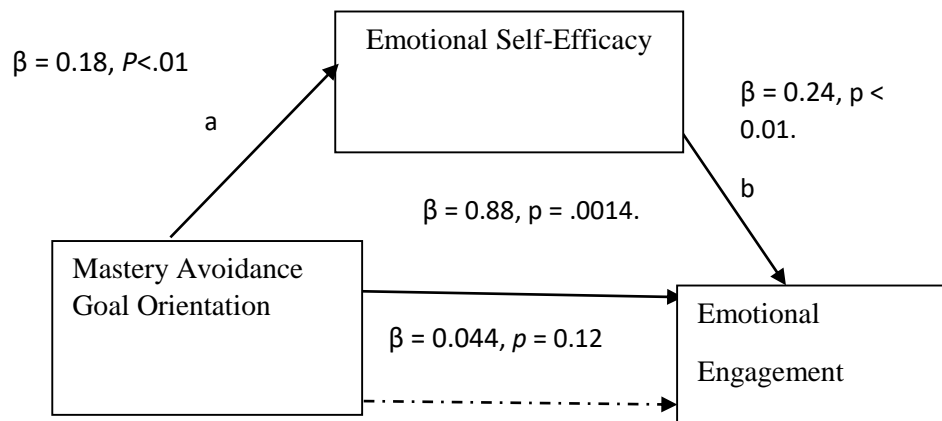 Emotional Self-Efficacy
β = 0.18, P<.01
β = 0.24, p <
0.01.
a
b
β = 0.88, p = .0014.
Mastery Avoidance
Goal Orientation
Emotional
Engagement
β = 0.044, p = 0.12